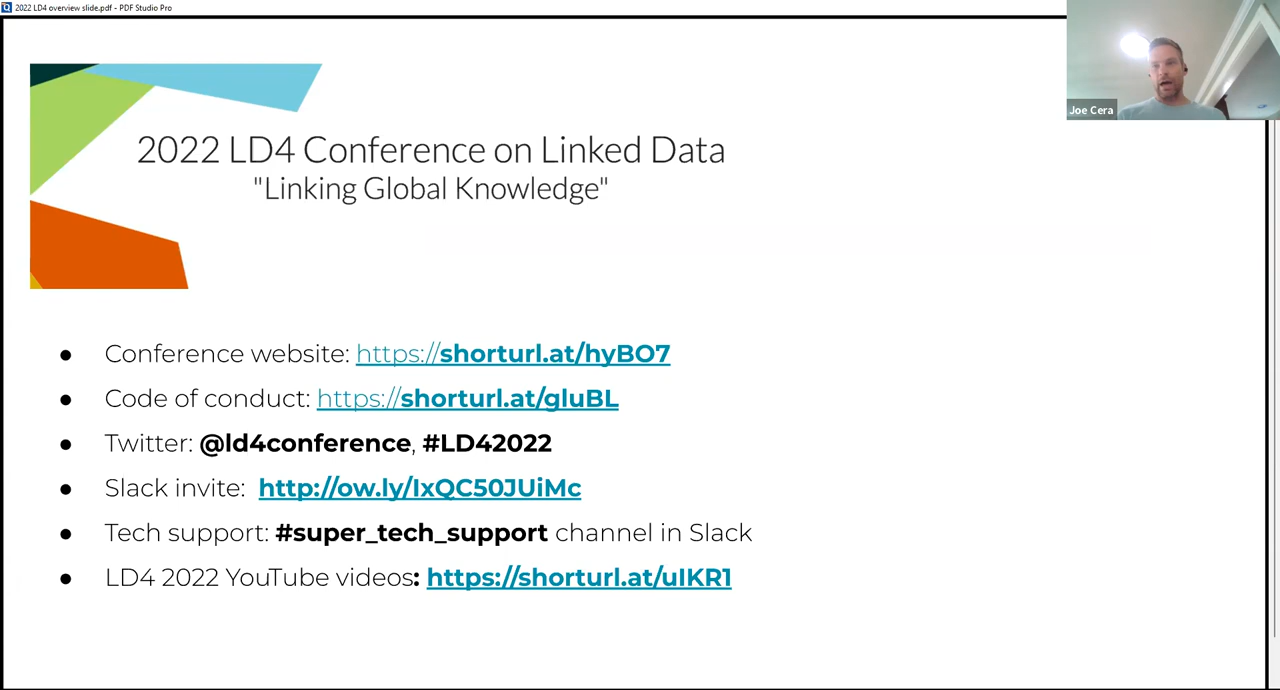 2022 LD4 overview slide.pdf - PDF Studio Pro
Joe Cera
2022 LD4 Conference on Linked Data
"Linking Global Knowledge"
● Conference website: https://shorturl.at/hyBO7
● Code of conduct: https://shorturl.at/gluBL
● Twitter: @ld4conference, #LD42022
● Slack invite: http://ow.ly/IxQC50JUiMc
● Tech support: #super_tech_support channel in Slack
● LD4 2022 YouTube videos: https://shorturl.at/uIKR1